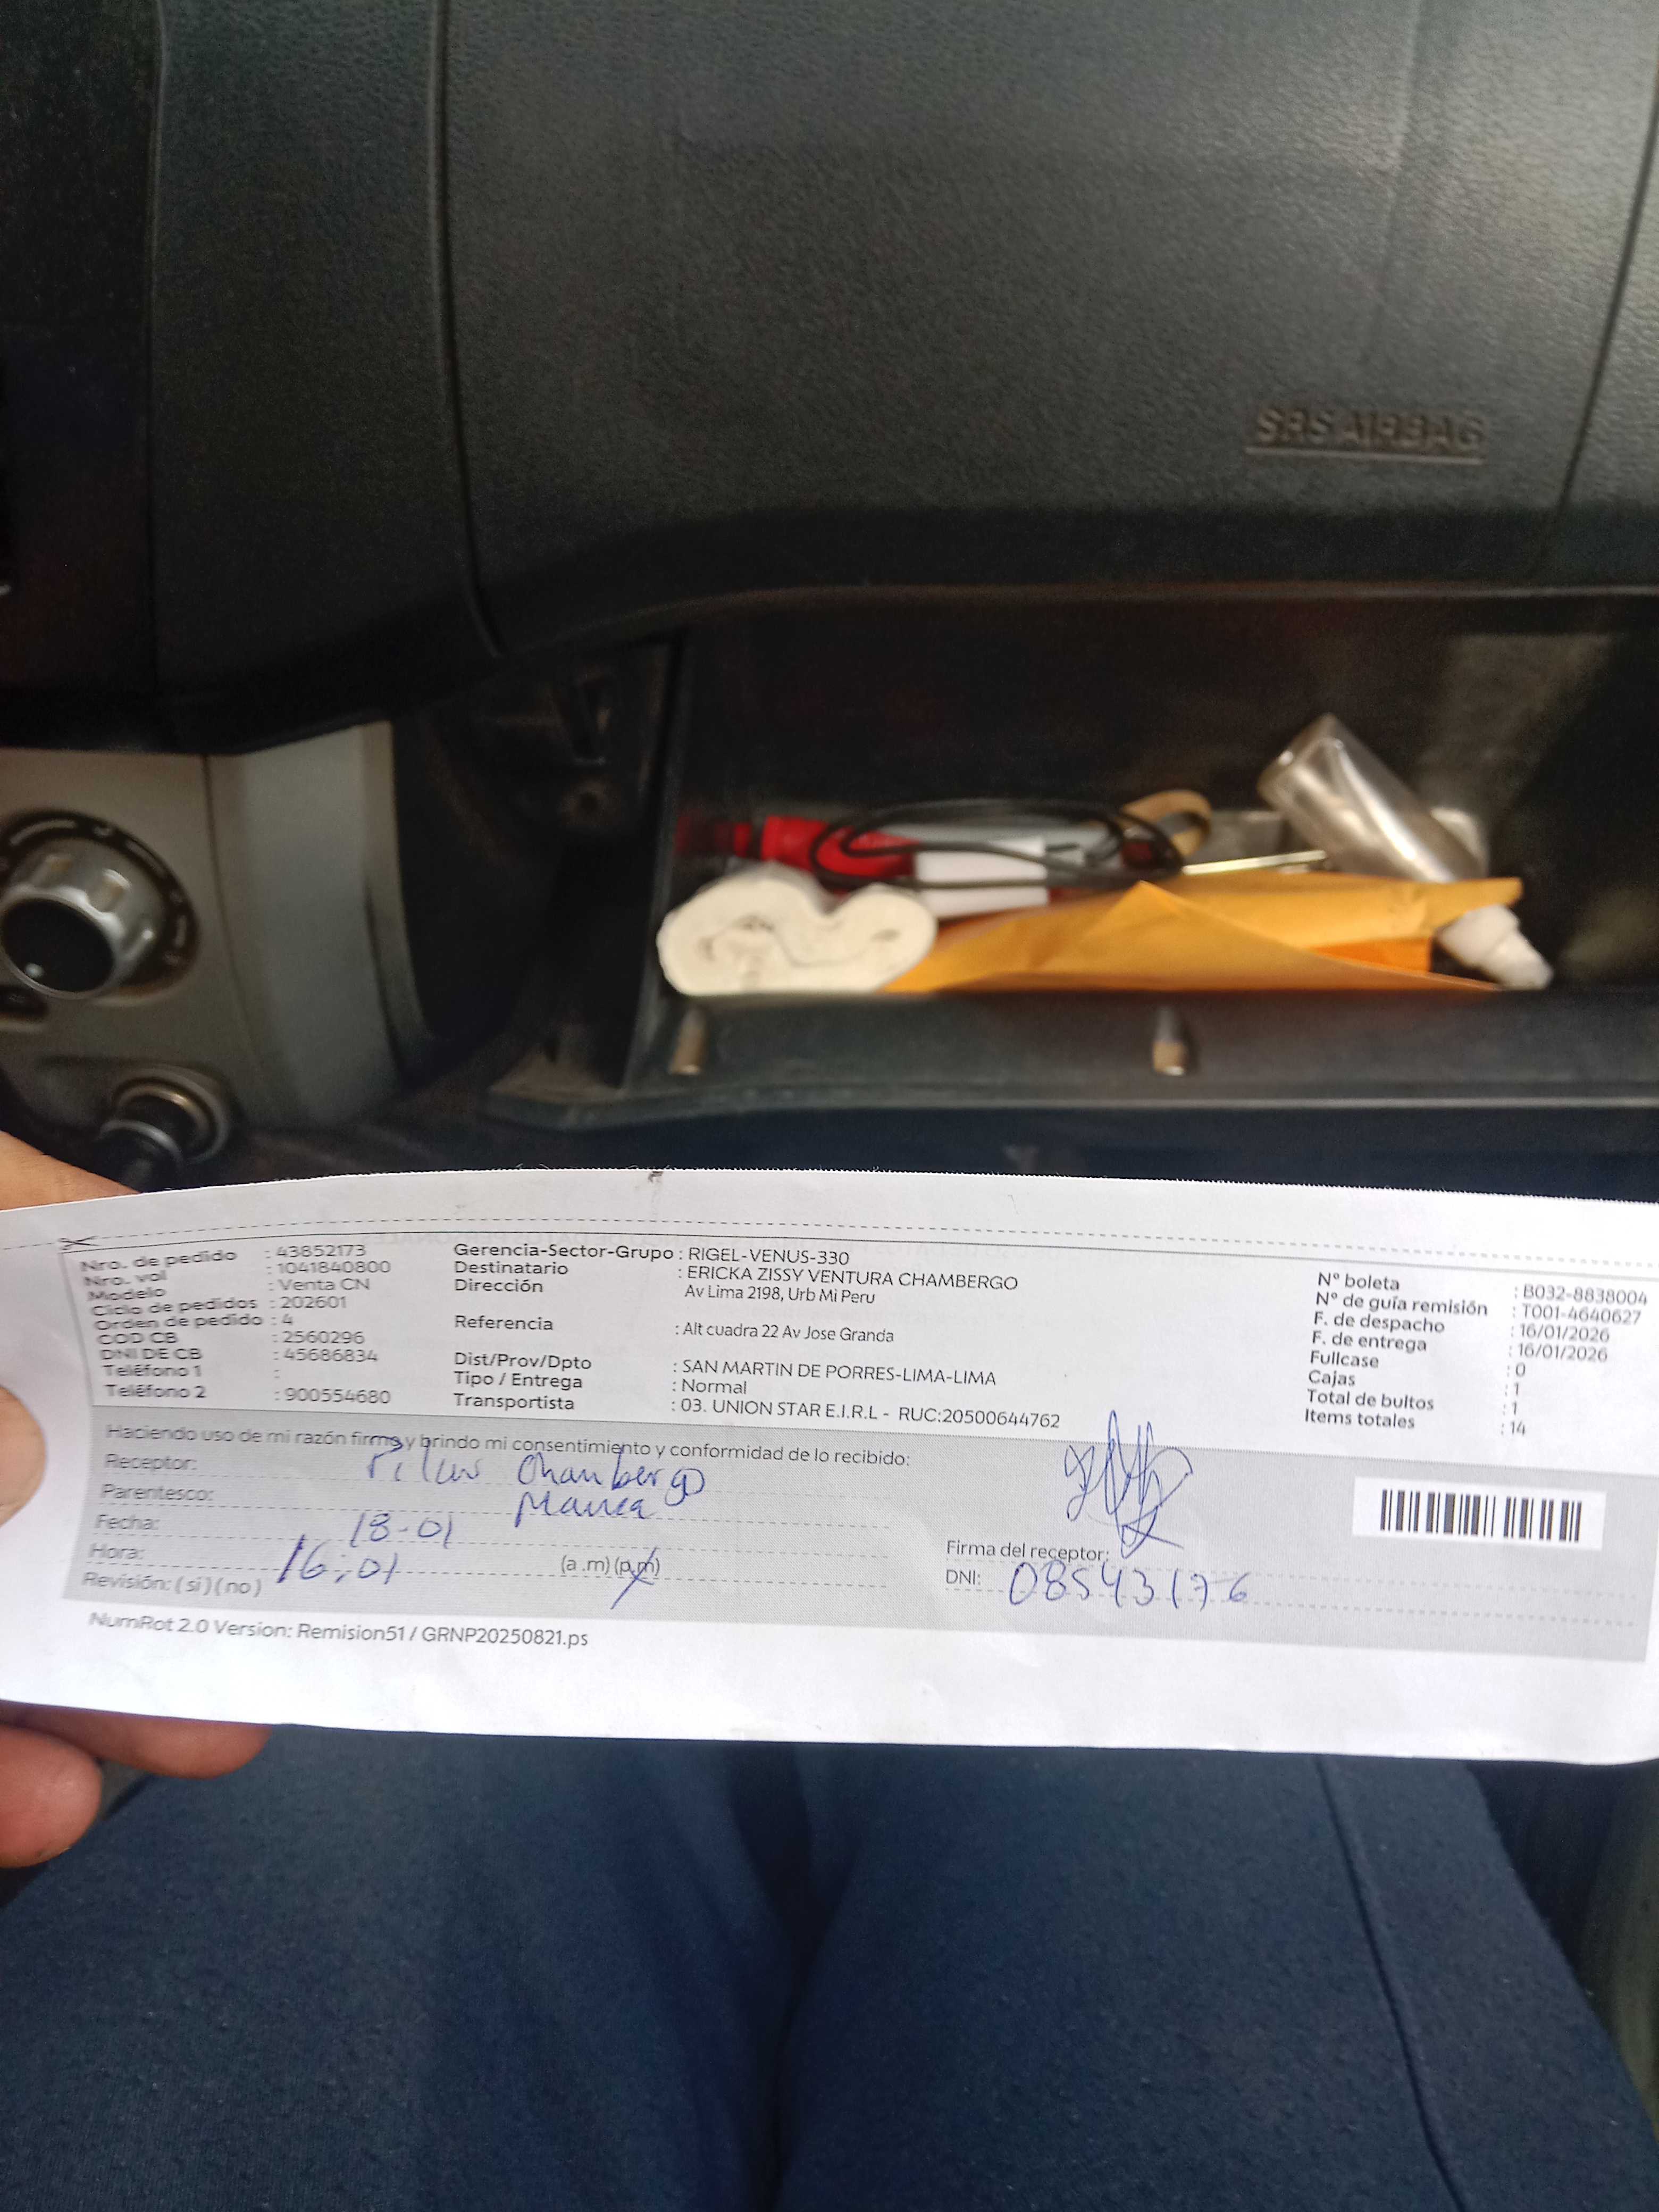 SRS AIRBAG
Nro. de pedido : 43852173
Nro. vol : 1041840800
Modelo : Venta CN
Ciclo de pedidos : 202601
Orden de pedido : 4
COD CB : 2560296
DNI DE CB : 45686834
Teléfono 1 :
Teléfono 2 : 900554680
Gerencia-Sector-Grupo : RIGEL-VENUS-330
Destinatario : ERICKA ZISSY VENTURA CHAMBERGO
Dirección Av Lima 2198, Urb Mi Peru
Referencia : Alt cuadra 22 Av Jose Granda
Dist/Prov/Dpto : SAN MARTIN DE PORRES-LIMA-LIMA
Tipo / Entrega : Normal
Transportista : 03. UNION STAR E.I.R.L - RUC:20500644762
N° boleta : B032-8838004
N° de guía remisión : T001-4640627
F. de despacho : 16/01/2026
F. de entrega : 16/01/2026
Fullcase : 0
Cajas : 1
Total de bultos : 1
Items totales : 14
Haciendo uso de mi razón firmo y brindo mi consentimiento y conformidad de lo recibido:
Receptor: Pilar Chambergo
Parentesco:
Fecha: 18-01
Hora: 16:01 (a.m) (p.m)
Revisión: (si) (no)
Firma del receptor:
DNI: 08543176
NumRot 2.0 Version: Remision51 / GRNP20250821.ps